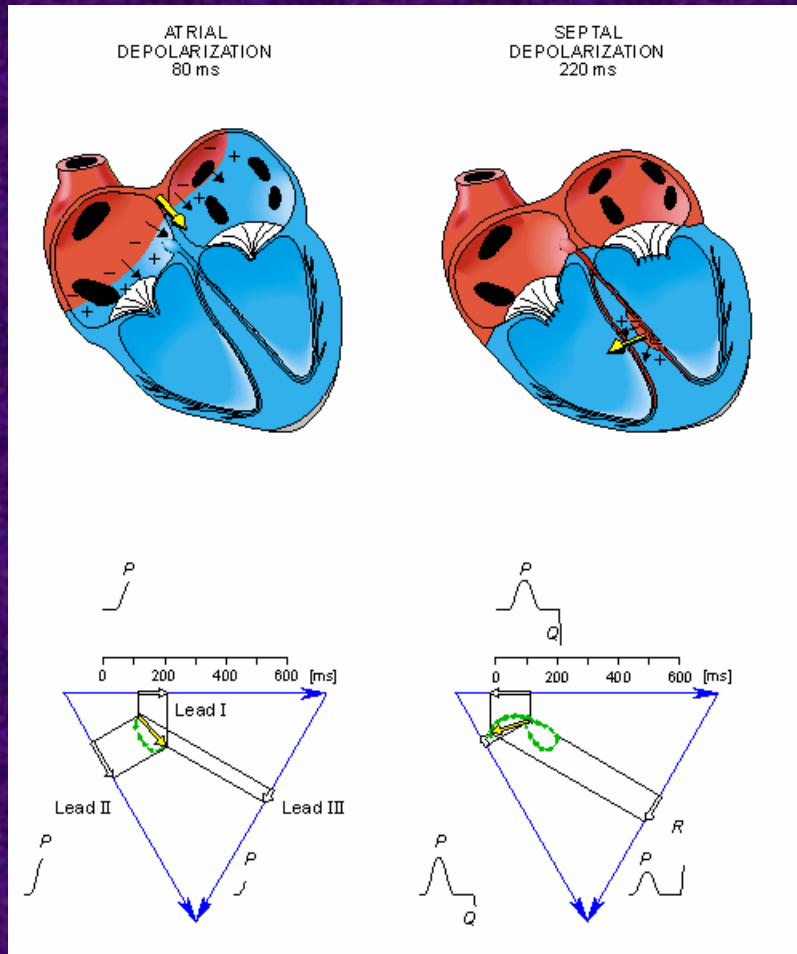 ATRIAL
DEPOLARIZATION
80 ms
SEPTAL
DEPOLARIZATION
220 ms
− + − + − + − + − +
+ − + +
P
P
Q
0 200 400 600 [ms]
0 200 400 600 [ms]
Lead I
Lead II
Lead III
R
P
P
P
P
Q